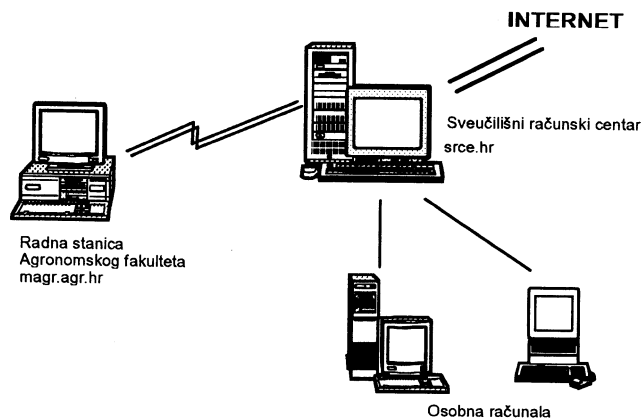 INTERNET
Sveučilišni računski centar
srce.hr
Radna stanica
Agronomskog fakulteta
magr.agr.hr
Osobna računala